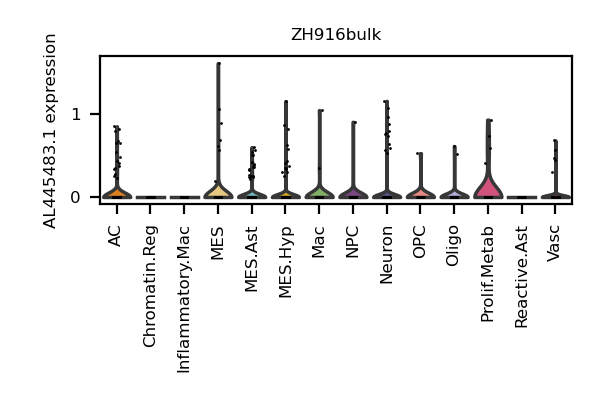 ZH916bulk
AL445483.1 expression
1
0
AC
Chromatin.Reg
Inflammatory.Mac
MES
MES.Ast
MES.Hyp
Mac
NPC
Neuron
OPC
Oligo
Prolif.Metab
Reactive.Ast
Vasc